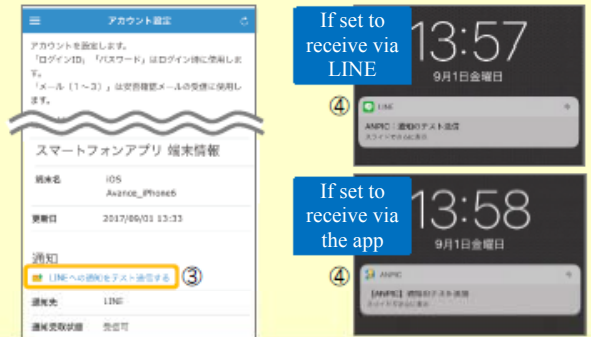 アカウント設定
アカウントを設定します。
「ログインID」「パスワード」はログイン時に使用しま
す。
「メール（1～3）」は安否確認メールの受信に使用し
ます。
スマートフォンアプリ 端末情報
端末名 iOS
Avance_iPhone6
更新日 2017/09/01 13:33
通知
LINEへの通知をテスト送信する ③
通知先 LINE
通知受取状態 受信可
If set to
receive via
LINE
13:57
9月1日金曜日
④ LINE
ANPIC：通知のテスト送信
スライドでさらに表示
If set to
receive via
the app
13:58
9月1日金曜日
④ ANPIC
【ANPIC】通知のテスト送信
スライドでさらに表示